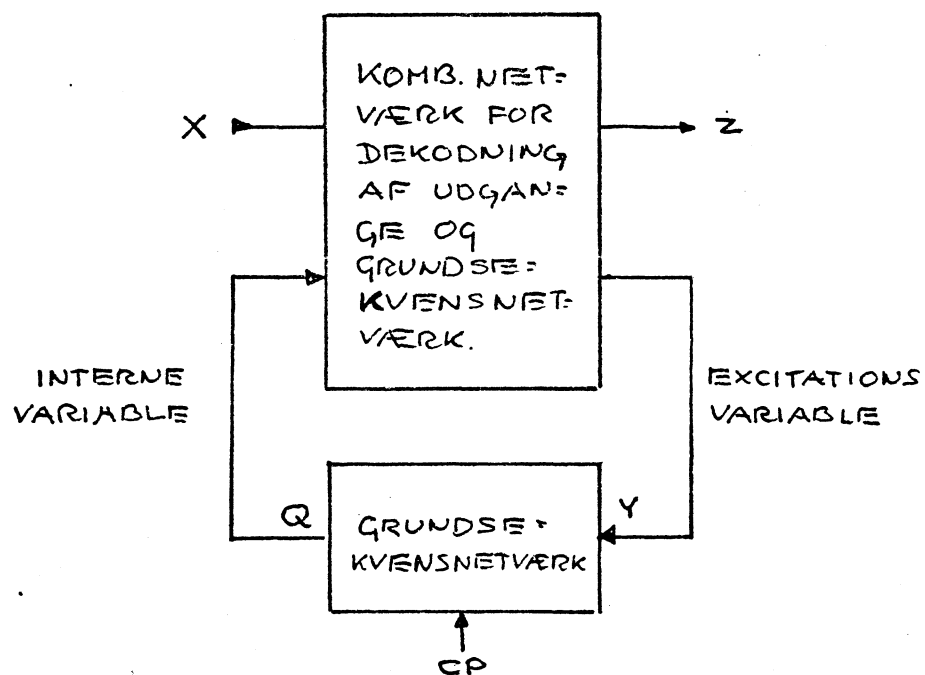 KOMB. NET=
VÆRK FOR
DEKODNING
AF UDGAN=
GE OG
GRUNDSE=
KVENSNET=
VÆRK.
X
Z
INTERNE
VARIABLE
EXCITATIONS
VARIABLE
Q
Y
GRUNDSE=
KVENSNETVÆRK
CP